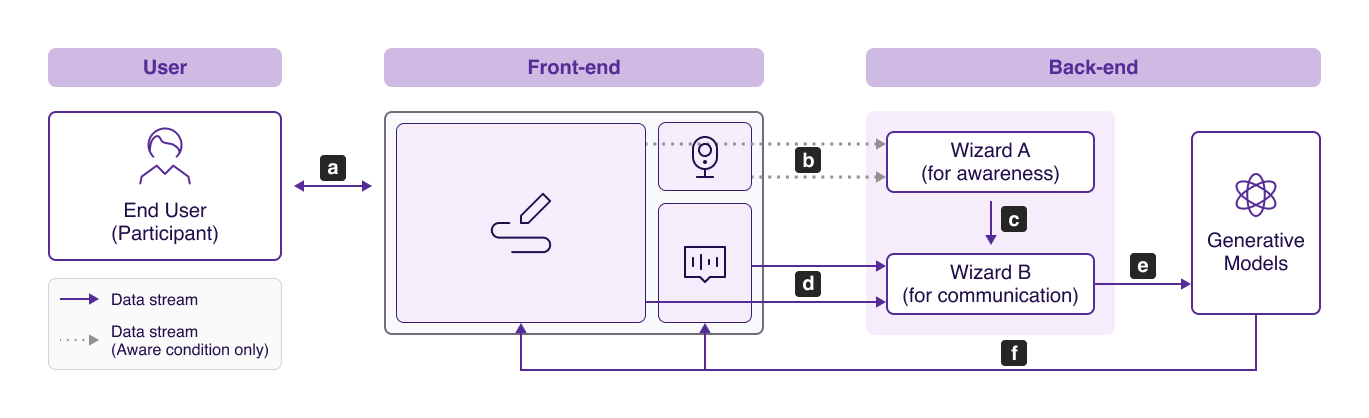 User
Front-end
Back-end
End User
(Participant)
a
b
Wizard A
(for awareness)
c
d
Wizard B
(for communication)
e
Generative
Models
f
Data stream
Data stream
(Aware condition only)